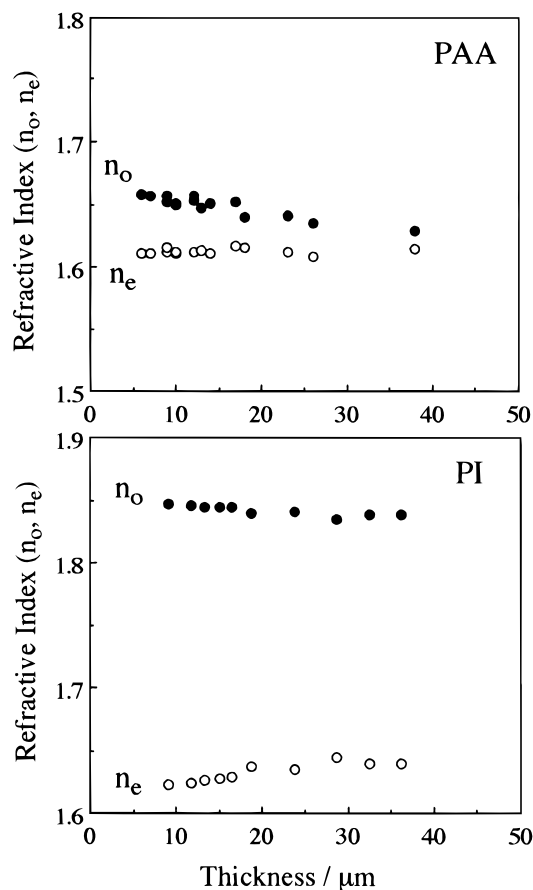 1.8
PAA
1.7
n_o
1.6
n_e
1.5
Refractive Index (n_o, n_e)
0 10 20 30 40 50
1.9
PI
n_o
1.8
1.7
n_e
1.6
Refractive Index (n_o, n_e)
0 10 20 30 40 50
Thickness / μm